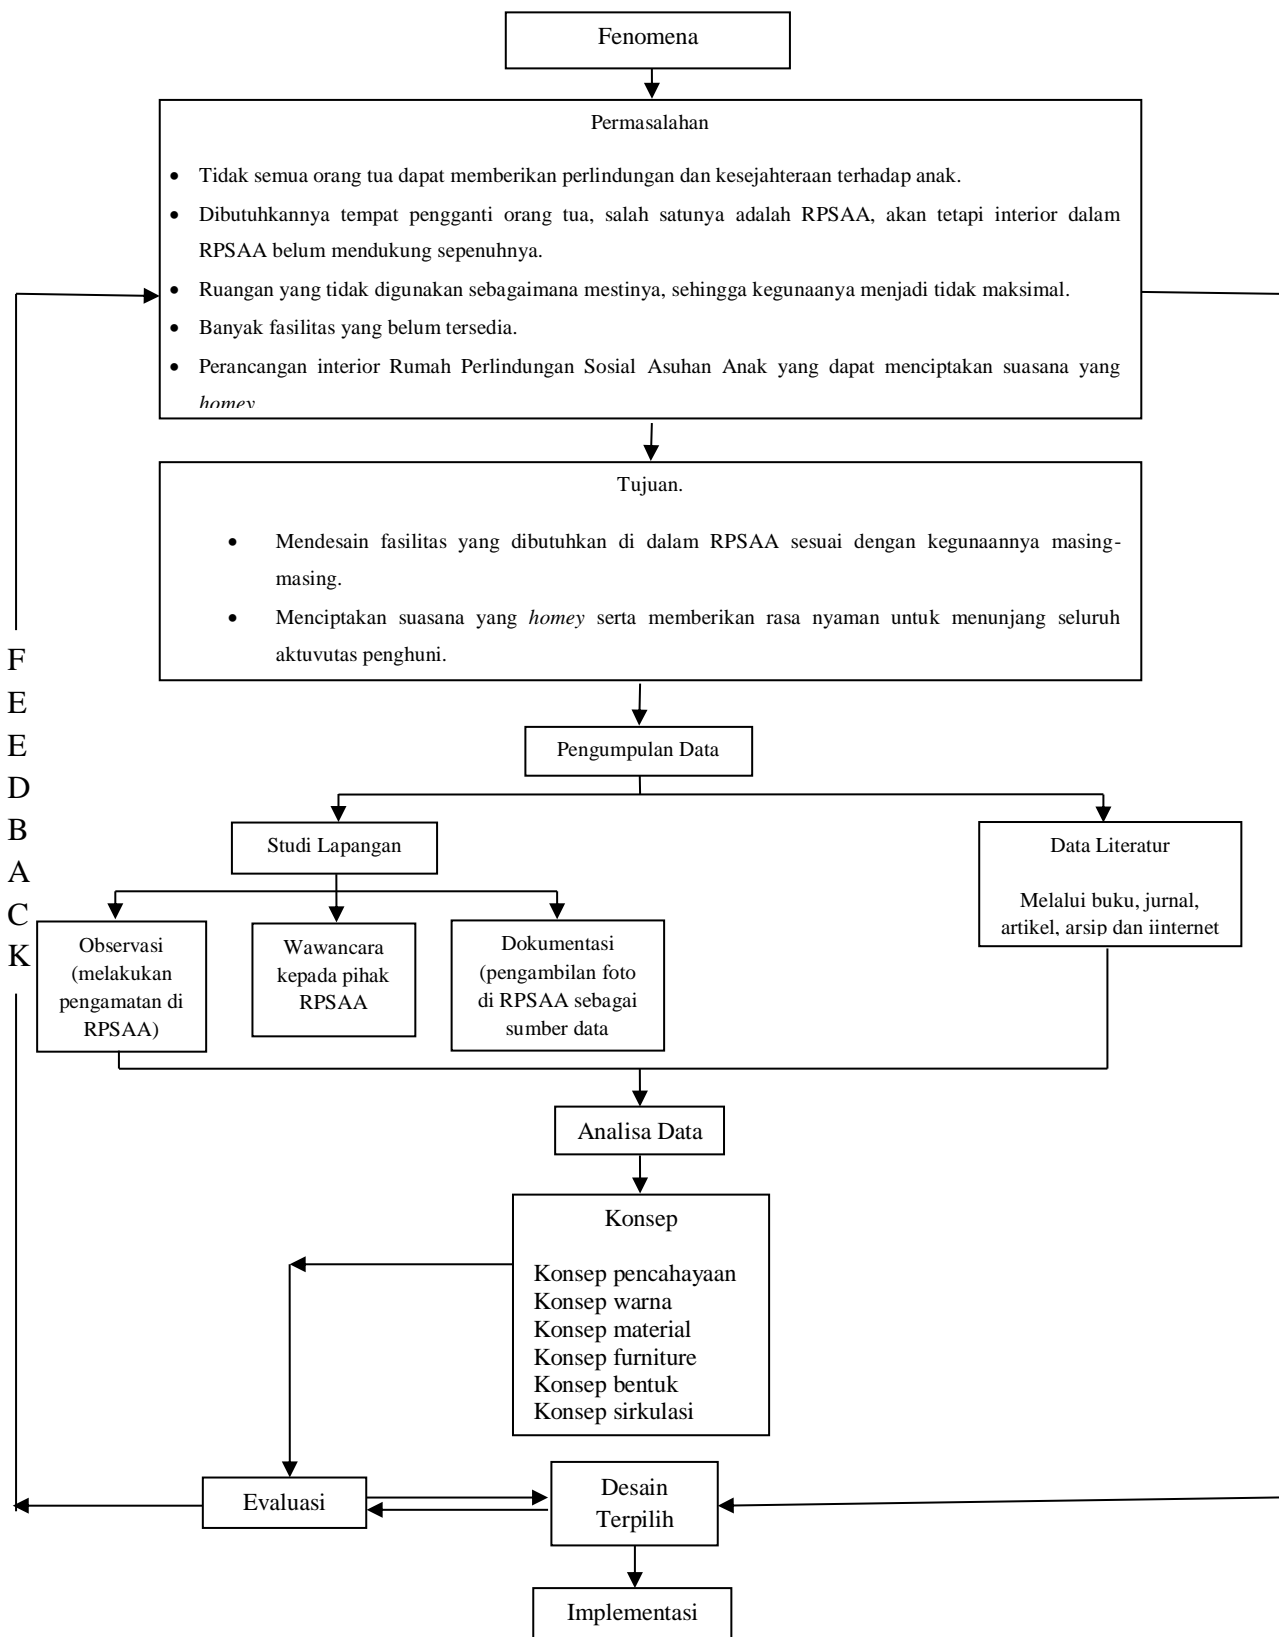 Fenomena
Permasalahan
• Tidak semua orang tua dapat memberikan perlindungan dan kesejahteraan terhadap anak.
• Dibutuhkannya tempat pengganti orang tua, salah satunya adalah RPSAA, akan tetapi interior dalam
RPSAA belum mendukung sepenuhnya.
• Ruangan yang tidak digunakan sebagaimana mestinya, sehingga kegunaanya menjadi tidak maksimal.
• Banyak fasilitas yang belum tersedia.
• Perancangan interior Rumah Perlindungan Sosial Asuhan Anak yang dapat menciptakan suasana yang
homey
Tujuan.
• Mendesain fasilitas yang dibutuhkan di dalam RPSAA sesuai dengan kegunaannya masing-
masing.
• Menciptakan suasana yang homey serta memberikan rasa nyaman untuk menunjang seluruh
aktuvutas penghuni.
F
E
E
D
B
A
C
K
Pengumpulan Data
Studi Lapangan
Data Literatur
Melalui buku, jurnal,
artikel, arsip dan iinternet
Observasi
(melakukan
pengamatan di
RPSAA)
Wawancara
kepada pihak
RPSAA
Dokumentasi
(pengambilan foto
di RPSAA sebagai
sumber data
Analisa Data
Konsep
Konsep pencahayaan
Konsep warna
Konsep material
Konsep furniture
Konsep bentuk
Konsep sirkulasi
Evaluasi
Desain
Terpilih
Implementasi